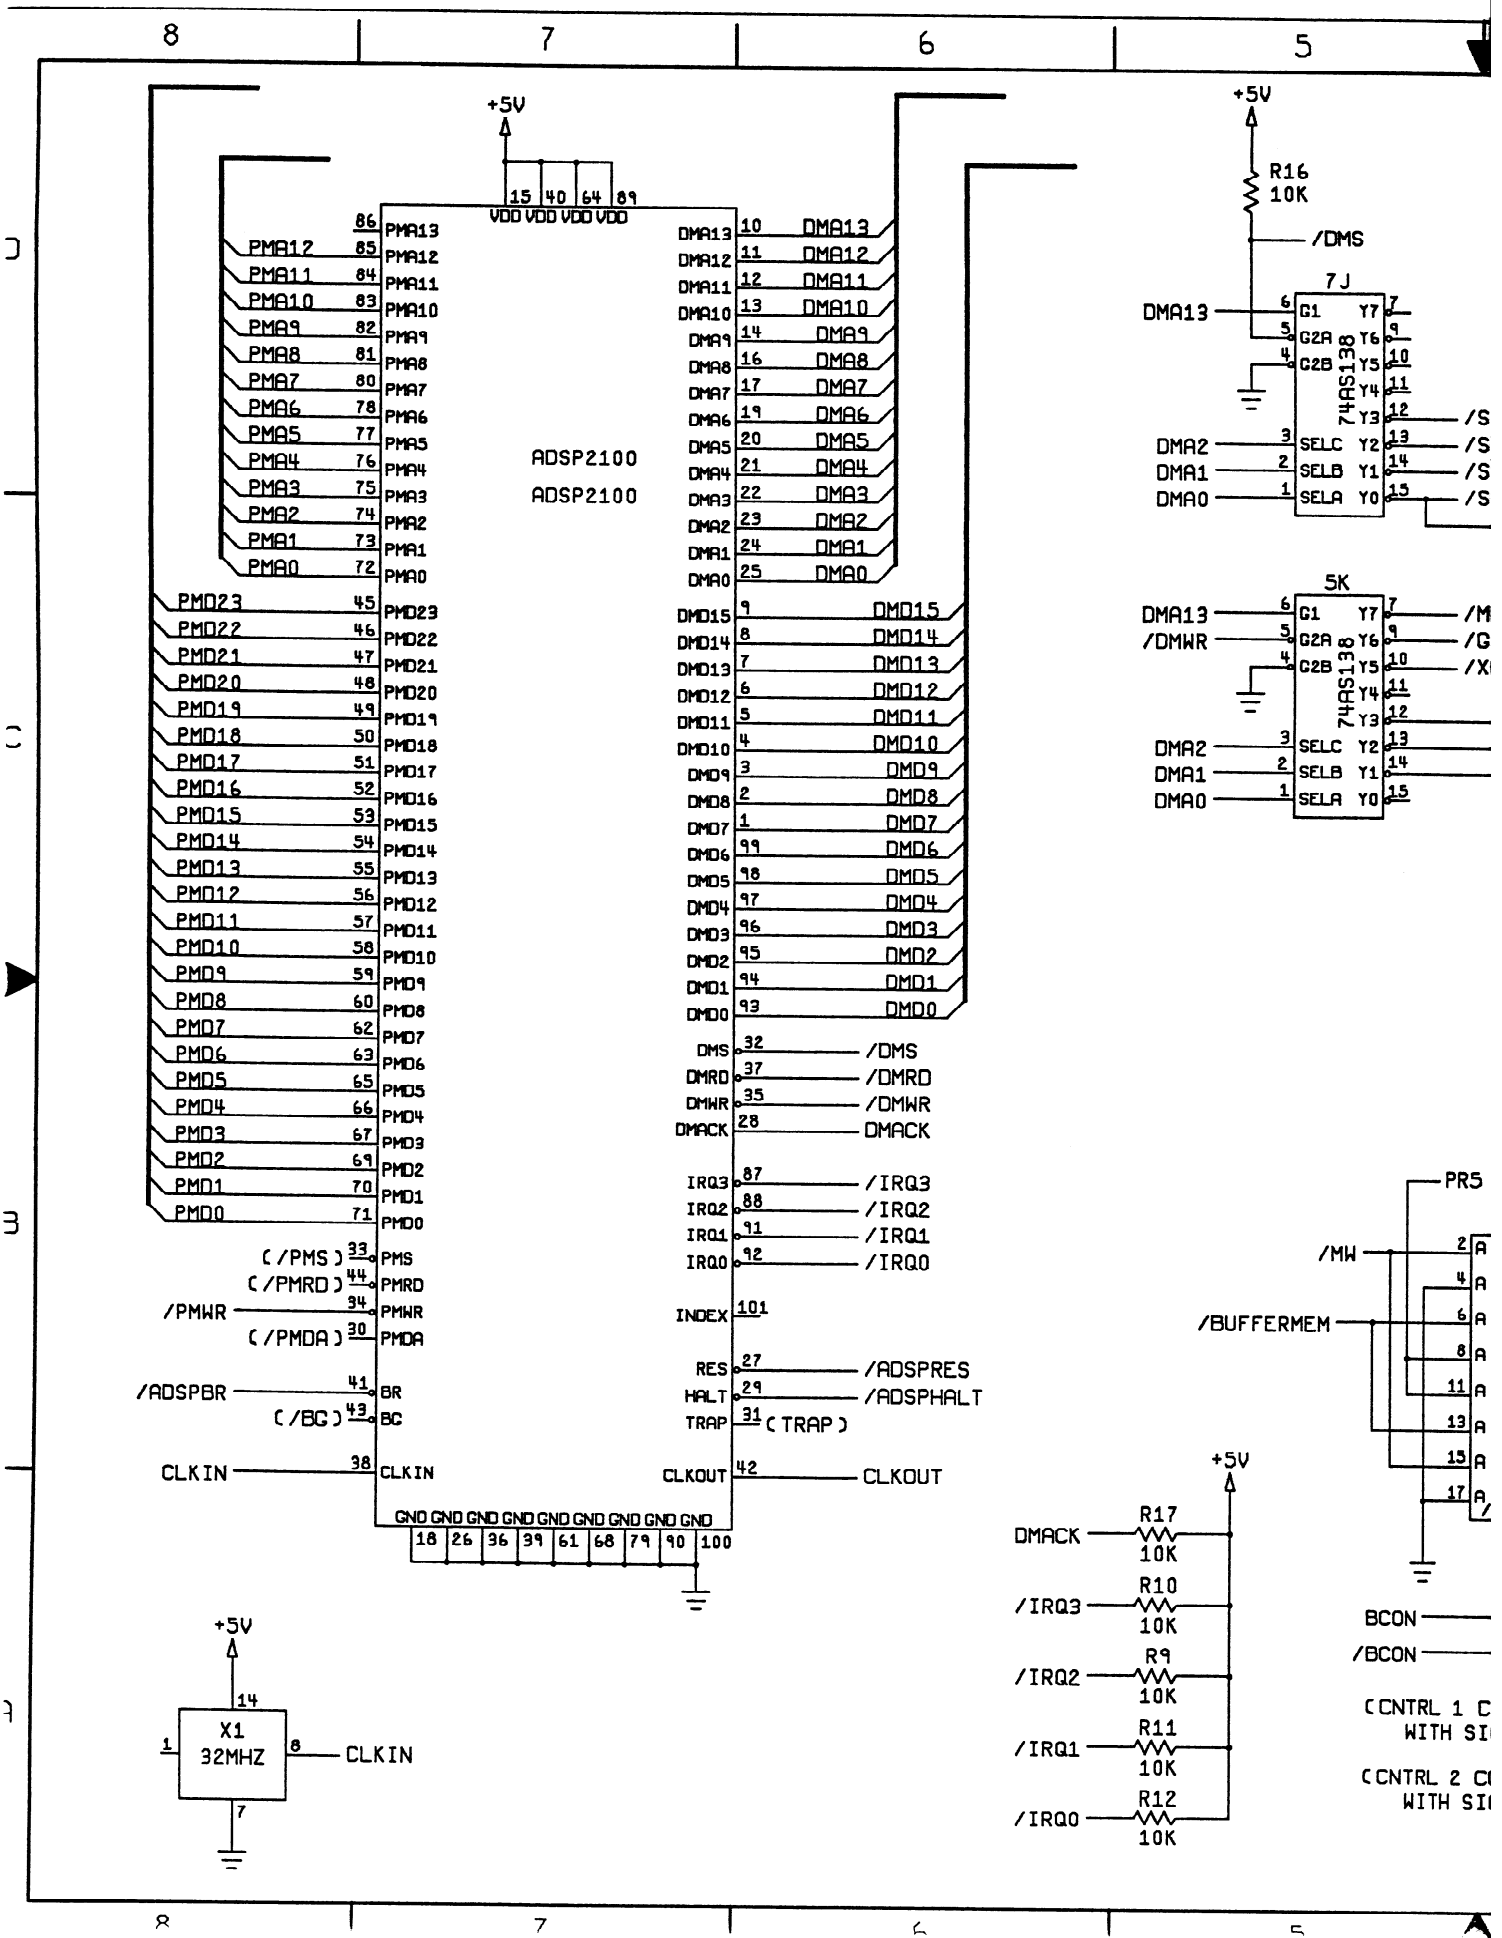 8 7 6 5
+5V
+5V
R16
10K
15 40 64 89
VDD VDD VDD VDD
/DMS
86 PMA13 DMA13 10 DMA13
PMA12 85 PMA12 DMA12 11 DMA12
PMA11 84 PMA11 DMA11 12 DMA11
PMA10 83 PMA10 DMA10 13 DMA10
PMA9 82 PMA9 DMA9 14 DMA9
PMA8 81 PMA8 DMA8 16 DMA8
PMA7 80 PMA7 DMA7 17 DMA7
PMA6 78 PMA6 DMA6 19 DMA6
PMA5 77 PMA5 DMA5 20 DMA5
PMA4 76 PMA4 DMA4 21 DMA4
PMA3 75 PMA3 DMA3 22 DMA3
PMA2 74 PMA2 DMA2 23 DMA2
PMA1 73 PMA1 DMA1 24 DMA1
PMA0 72 PMA0 DMA0 25 DMA0
ADSP2100
ADSP2100
PMD23 45 PMD23 DMD15 9 DMD15
PMD22 46 PMD22 DMD14 8 DMD14
PMD21 47 PMD21 DMD13 7 DMD13
PMD20 48 PMD20 DMD12 6 DMD12
PMD19 49 PMD19 DMD11 5 DMD11
PMD18 50 PMD18 DMD10 4 DMD10
PMD17 51 PMD17 DMD9 3 DMD9
PMD16 52 PMD16 DMD8 2 DMD8
PMD15 53 PMD15 DMD7 1 DMD7
PMD14 54 PMD14 DMD6 99 DMD6
PMD13 55 PMD13 DMD5 98 DMD5
PMD12 56 PMD12 DMD4 97 DMD4
PMD11 57 PMD11 DMD3 96 DMD3
PMD10 58 PMD10 DMD2 95 DMD2
PMD9 59 PMD9 DMD1 94 DMD1
PMD8 60 PMD8 DMD0 93 DMD0
PMD7 62 PMD7 DMS 32 /DMS
PMD6 63 PMD6 DMRD 37 /DMRD
PMD5 65 PMD5 DMWR 35 /DMWR
PMD4 66 PMD4 DMACK 28 DMACK
PMD3 67 PMD3
PMD2 69 PMD2 IRQ3 87 /IRQ3
PMD1 70 PMD1 IRQ2 88 /IRQ2
PMD0 71 PMD0 IRQ1 91 /IRQ1
(/PMS) 33 PMS IRQ0 92 /IRQ0
(/PMRD) 44 PMRD
/PMWR 34 PMWR INDEX 101
(/PMDA) 30 PMDA
RES 27 /ADSPRES
/ADSPBR 41 BR HALT 29 /ADSPHALT
(/BG) 43 BG TRAP 31 (TRAP)
CLKIN 38 CLKIN CLKOUT 42 CLKOUT
GND GND GND GND GND GND GND GND GND
18 26 36 39 61 68 79 90 100
7J
74AS138
DMA13 6 G1 Y7 7
5 G2A Y6 9
4 G2B Y5 10
Y4 11
Y3 12 /S
DMA2 3 SELC Y2 13 /S
DMA1 2 SELB Y1 14 /S
DMA0 1 SELA Y0 15 /S
5K
74AS138
DMA13 6 G1 Y7 7 /M
/DMWR 5 G2A Y6 9 /G
4 G2B Y5 10 /X
Y4 11
Y3 12
DMA2 3 SELC Y2 13
DMA1 2 SELB Y1 14
DMA0 1 SELA Y0 15
PR5
/MW 2 A
4 A
/BUFFERMEM 6 A
8 A
11 A
13 A
15 A
17 A
+5V
DMACK R17 10K
/IRQ3 R10 10K
/IRQ2 R9 10K
/IRQ1 R11 10K
/IRQ0 R12 10K
BCON
/BCON
(CNTRL 1 C
WITH SI
(CNTRL 2 C
WITH SI
+5V
14
X1
32MHZ
1 8 CLKIN
7
8 7 6 5